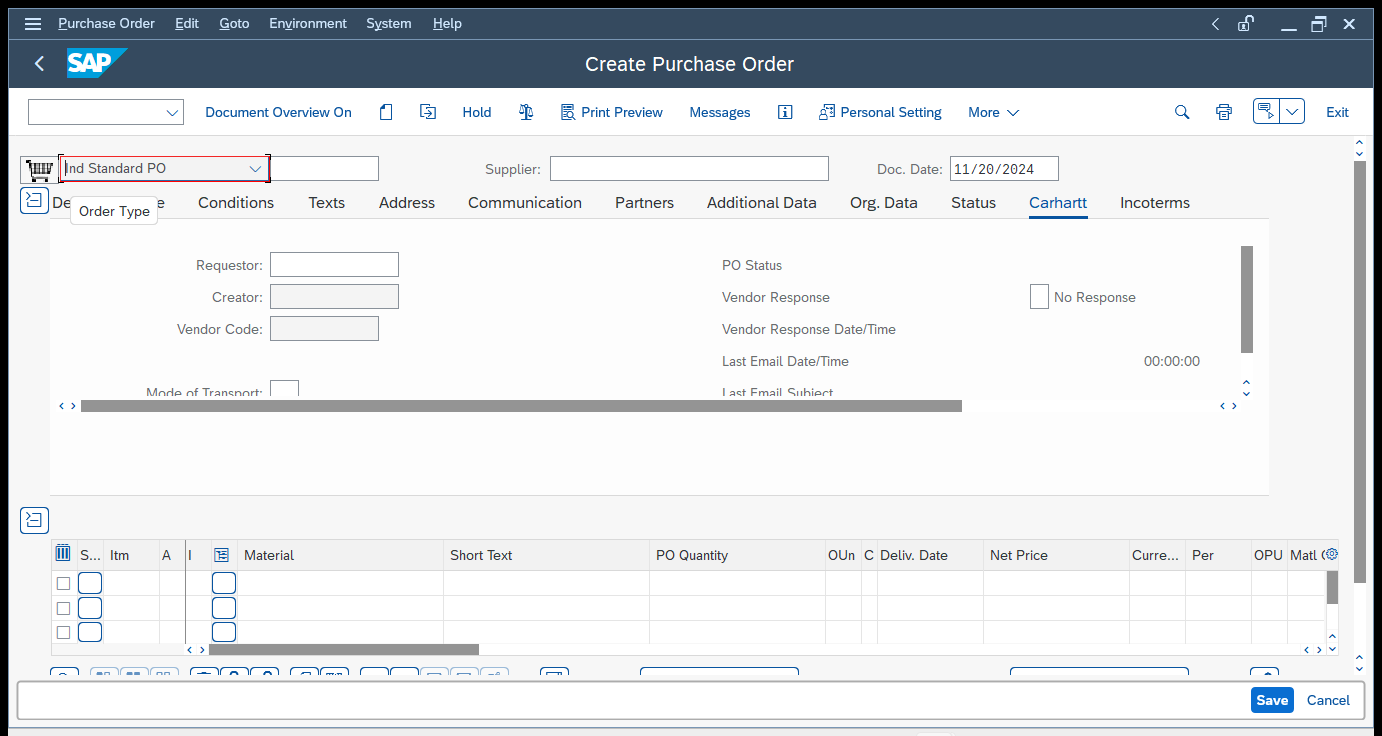 Purchase Order Edit Goto Environment System Help
SAP Create Purchase Order
Document Overview On Hold Print Preview Messages Personal Setting More Exit
Ind Standard PO Supplier: Doc. Date: 11/20/2024
Conditions Texts Address Communication Partners Additional Data Org. Data Status Carhartt Incoterms
Order Type
Requestor: PO Status
Creator: Vendor Response No Response
Vendor Code: Vendor Response Date/Time
Last Email Date/Time 00:00:00
Mode of Transport: Last Email Subject
S... Itm A I Material Short Text PO Quantity OUn C Deliv. Date Net Price Curre... Per OPU Matl
Save Cancel